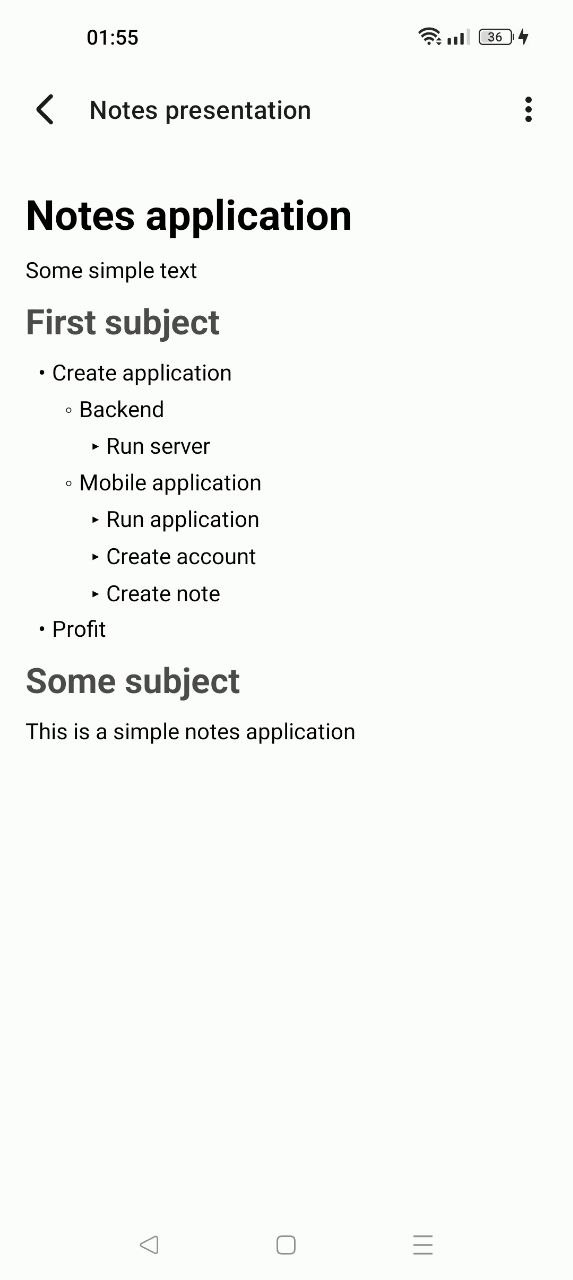 01:55
36
Notes presentation
Notes application
Some simple text
First subject
• Create application
◦ Backend
‣ Run server
◦ Mobile application
‣ Run application
‣ Create account
‣ Create note
• Profit
Some subject
This is a simple notes application